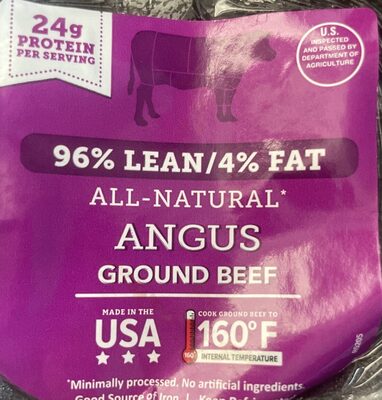 24g
PROTEIN
PER SERVING
U.S.
INSPECTED
AND PASSED BY
DEPARTMENT OF
AGRICULTURE
96% LEAN/4% FAT
ALL-NATURAL*
ANGUS
GROUND BEEF
MADE IN THE
USA
COOK GROUND BEEF TO
160°F
160°
INTERNAL TEMPERATURE
*Minimally processed. No artificial ingredients.
Good Source of Iron | Keep